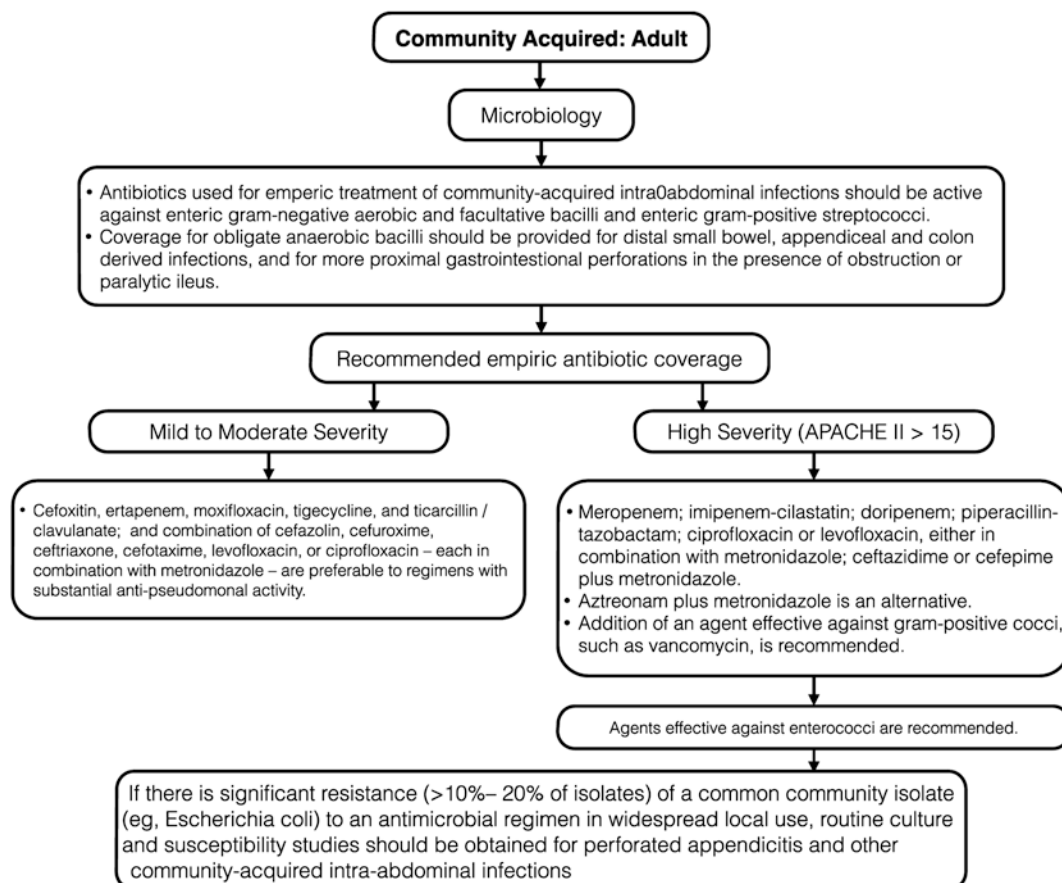 Community Acquired: Adult
Microbiology
• Antibiotics used for emperic treatment of community-acquired intra0abdominal infections should be active
against enteric gram-negative aerobic and facultative bacilli and enteric gram-positive streptococci.
• Coverage for obligate anaerobic bacilli should be provided for distal small bowel, appendiceal and colon
derived infections, and for more proximal gastrointestional perforations in the presence of obstruction or
paralytic ileus.
Recommended empiric antibiotic coverage
Mild to Moderate Severity
• Cefoxitin, ertapenem, moxifloxacin, tigecycline, and ticarcillin /
clavulanate; and combination of cefazolin, cefuroxime,
ceftriaxone, cefotaxime, levofloxacin, or ciprofloxacin – each in
combination with metronidazole – are preferable to regimens with
substantial anti-pseudomonal activity.
High Severity (APACHE II > 15)
• Meropenem; imipenem-cilastatin; doripenem; piperacillin-
tazobactam; ciprofloxacin or levofloxacin, either in
combination with metronidazole; ceftazidime or cefepime
plus metronidazole.
• Aztreonam plus metronidazole is an alternative.
• Addition of an agent effective against gram-positive cocci,
such as vancomycin, is recommended.
Agents effective against enterococci are recommended.
If there is significant resistance (>10%– 20% of isolates) of a common community isolate
(eg, Escherichia coli) to an antimicrobial regimen in widespread local use, routine culture
and susceptibility studies should be obtained for perforated appendicitis and other
community-acquired intra-abdominal infections